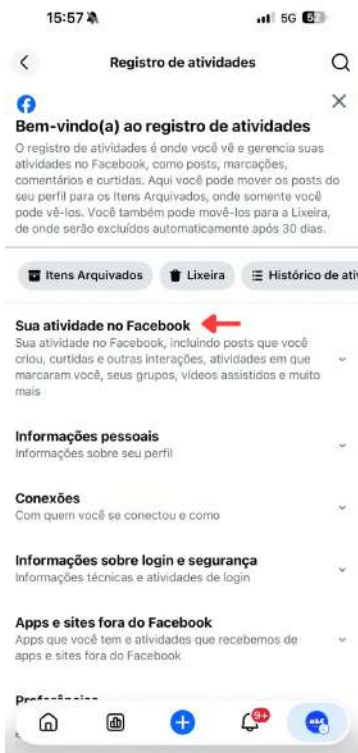 15:57
5G
Registro de atividades
Bem-vindo(a) ao registro de atividades
O registro de atividades é onde você vê e gerencia suas
atividades no Facebook, como posts, marcações,
comentários e curtidas. Aqui você pode mover os posts do
seu perfil para os Itens Arquivados, onde somente você
pode vê-los. Você também pode movê-los para a Lixeira,
de onde serão excluídos automaticamente após 30 dias.
Itens Arquivados
Lixeira
Histórico de ati
Sua atividade no Facebook
Sua atividade no Facebook, incluindo posts que você
criou, curtidas e outras interações, atividades em que
marcaram você, seus grupos, vídeos assistidos e muito
mais
Informações pessoais
Informações sobre seu perfil
Conexões
Com quem você se conectou e como
Informações sobre login e segurança
Informações técnicas e atividades de login
Apps e sites fora do Facebook
Apps que você tem e atividades que recebemos de
apps e sites fora do Facebook
Preferências
9+